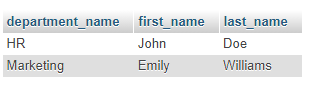 department_name first_name last_name
HR John Doe
Marketing Emily Williams